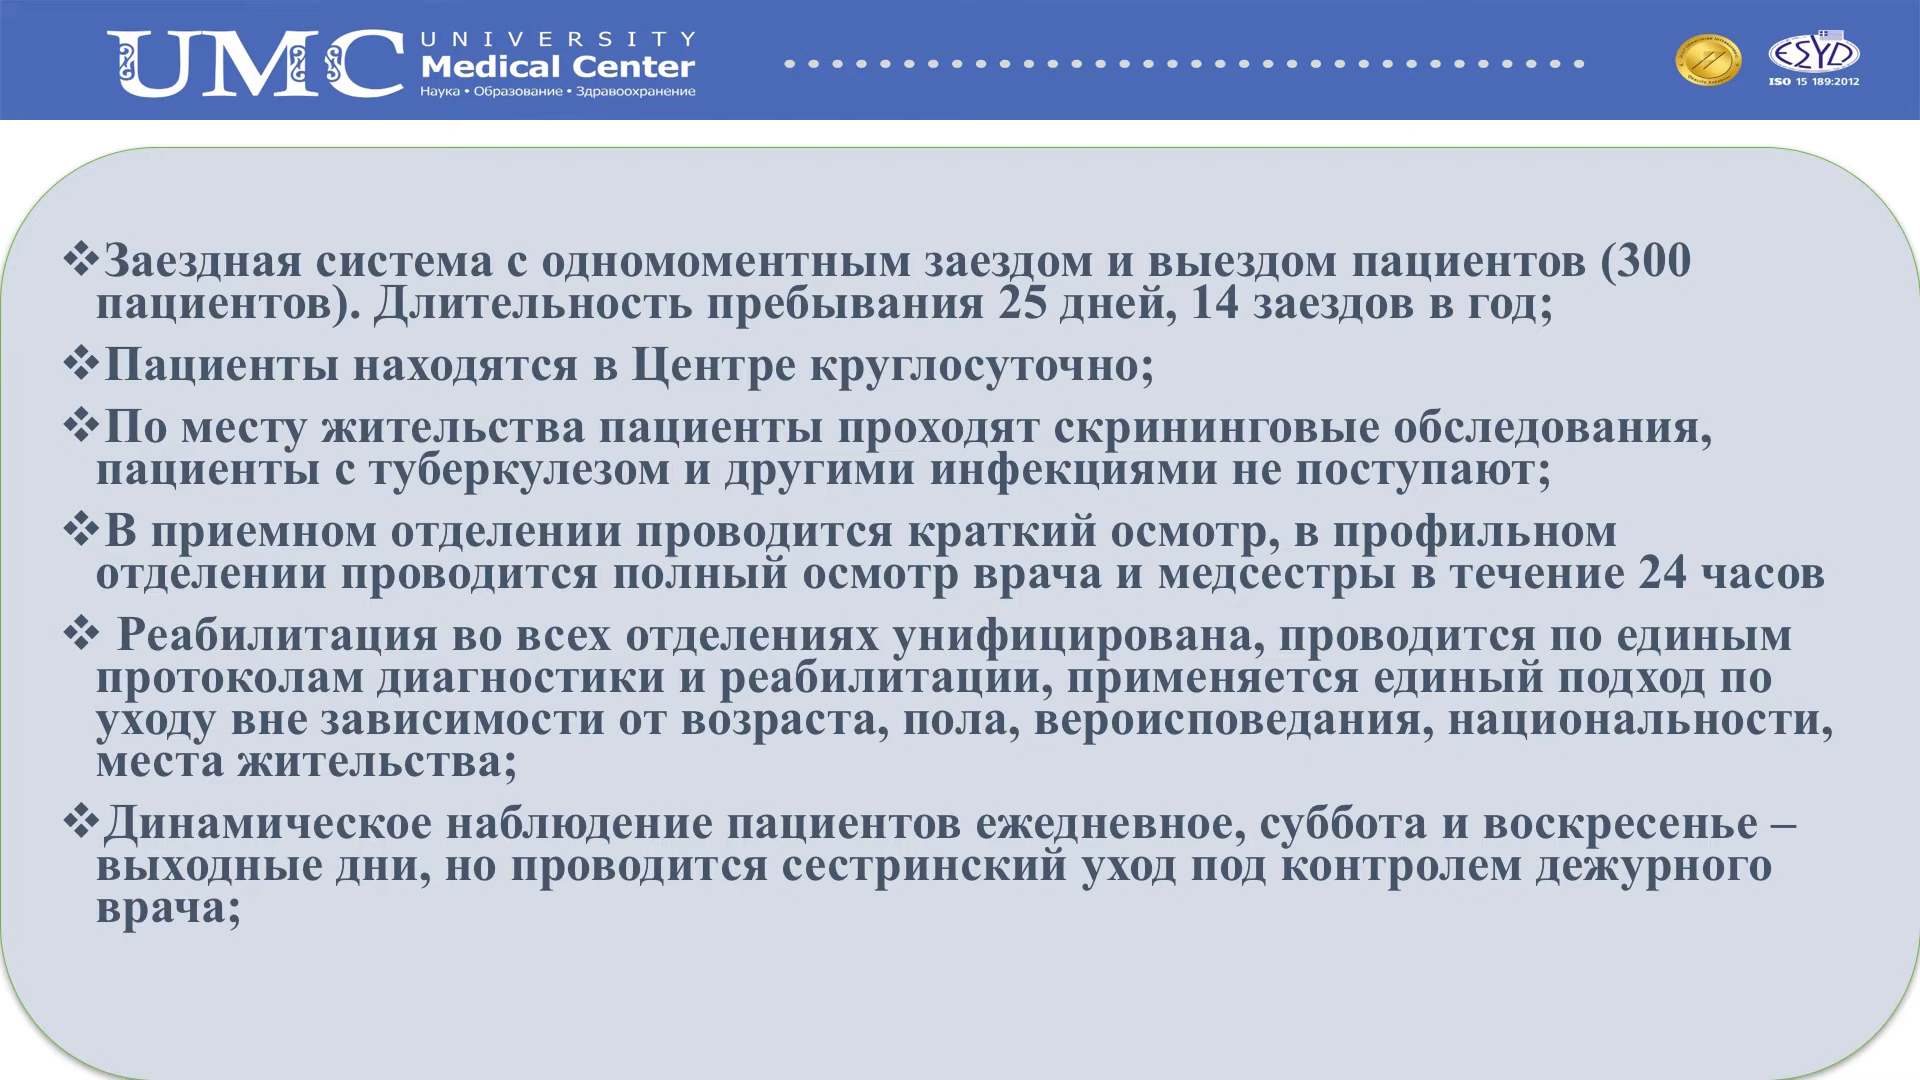 UMC
UNIVERSITY
Medical Center
Наука • Образование • Здравоохранение
ESYD
ISO 15 189:2012
❖Заездная система с одномоментным заездом и выездом пациентов (300
пациентов). Длительность пребывания 25 дней, 14 заездов в год;
❖Пациенты находятся в Центре круглосуточно;
❖По месту жительства пациенты проходят скрининговые обследования,
пациенты с туберкулезом и другими инфекциями не поступают;
❖В приемном отделении проводится краткий осмотр, в профильном
отделении проводится полный осмотр врача и медсестры в течение 24 часов
❖ Реабилитация во всех отделениях унифицирована, проводится по единым
протоколам диагностики и реабилитации, применяется единый подход по
уходу вне зависимости от возраста, пола, вероисповедания, национальности,
места жительства;
❖Динамическое наблюдение пациентов ежедневное, суббота и воскресенье –
выходные дни, но проводится сестринский уход под контролем дежурного
врача;